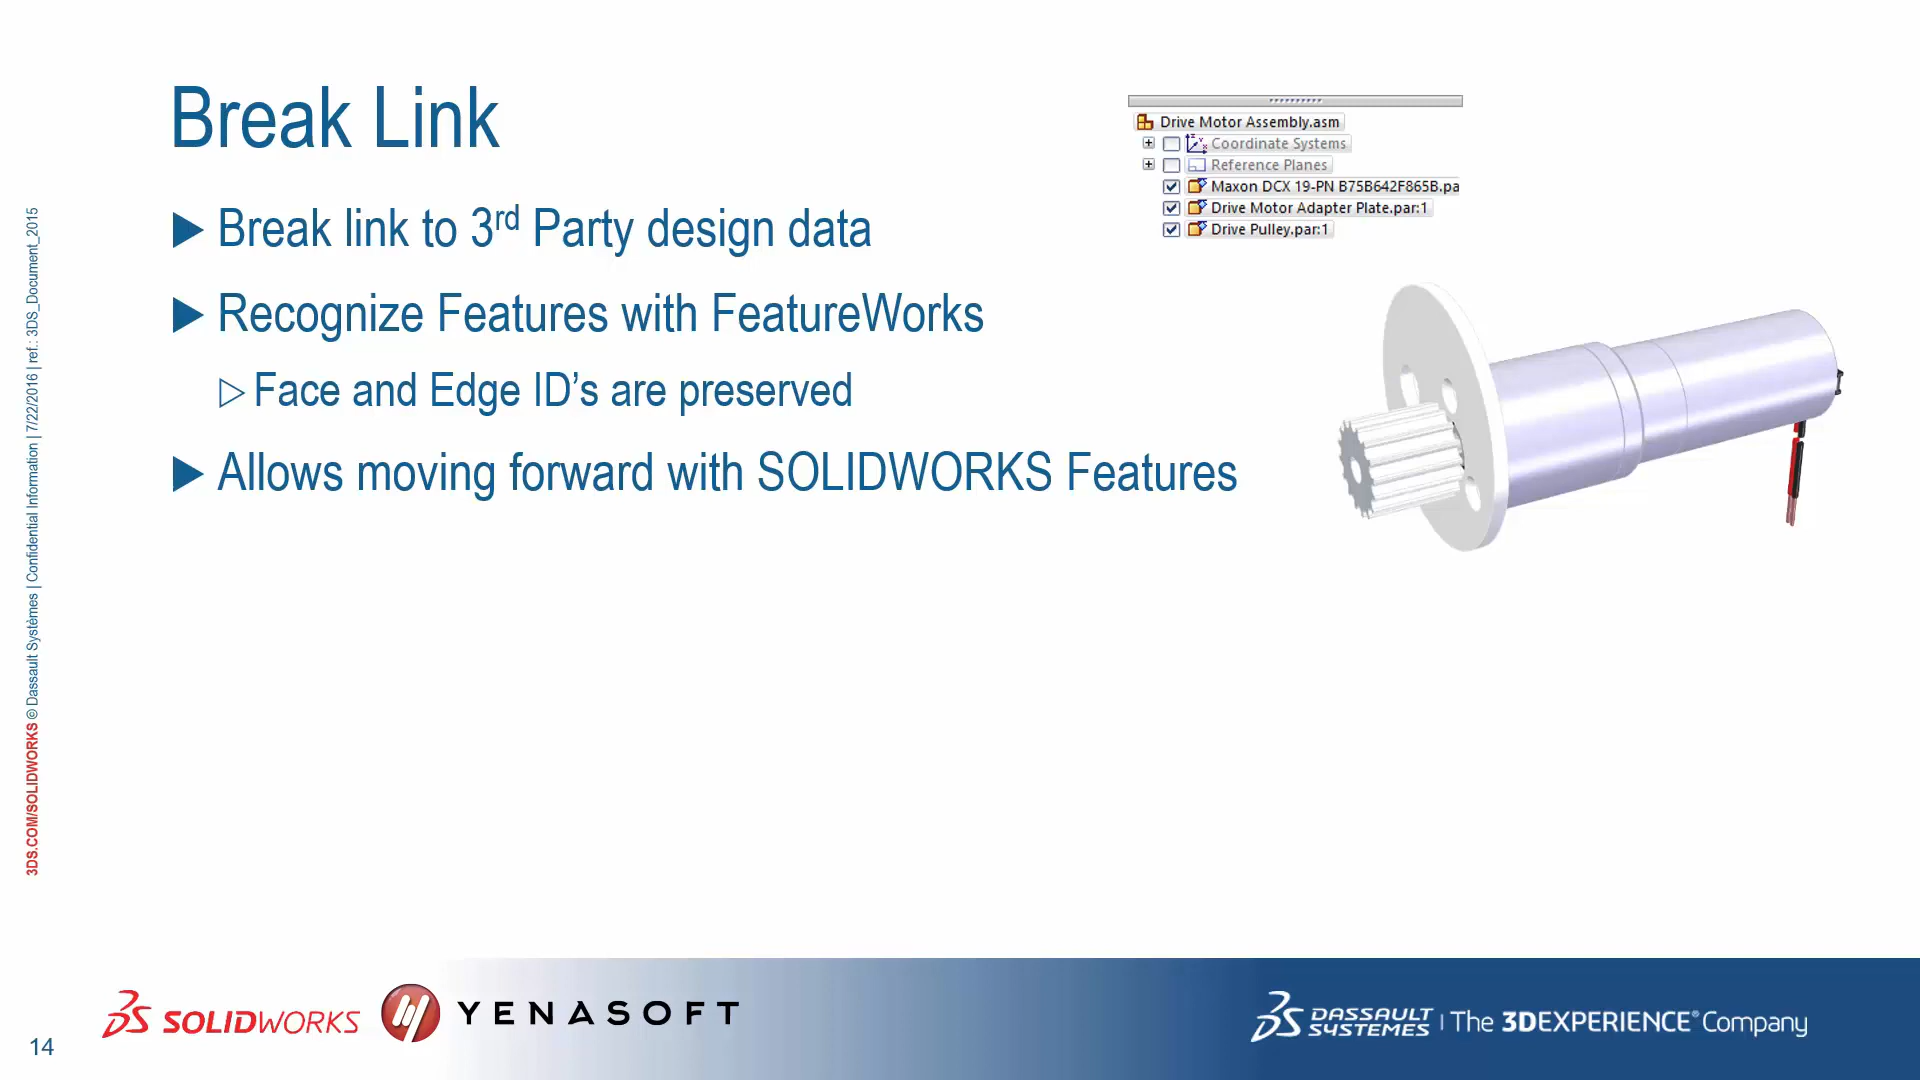 Break Link
Break link to 3rd Party design data
Recognize Features with FeatureWorks
Face and Edge ID’s are preserved
Allows moving forward with SOLIDWORKS Features
Drive Motor Assembly.asm
Coordinate Systems
Reference Planes
Maxon DCX 19-PN B75B642F865B.pa
Drive Motor Adapter Plate.par:1
Drive Pulley.par:1
3DS.COM/SOLIDWORKS © Dassault Systèmes | Confidential Information | 7/22/2016 | ref.: 3DS_Document_2015
14
SOLIDWORKS
YENASOFT
DASSAULT SYSTEMES | The 3DEXPERIENCE® Company